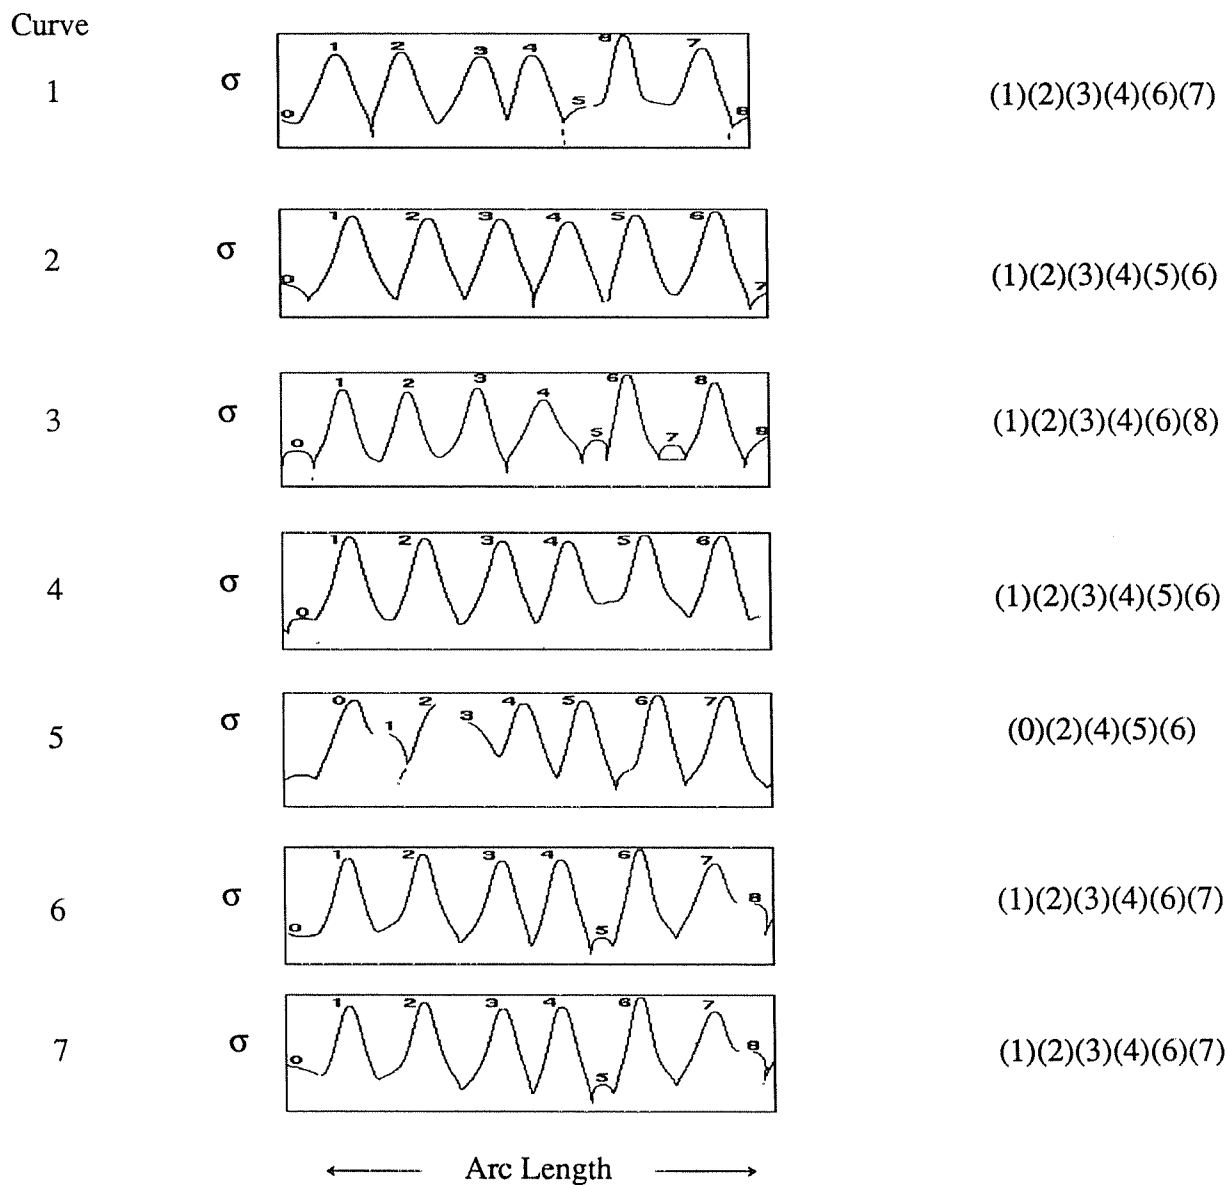 Curve
1 σ 0 1 2 3 4 5 8 7 8 (1)(2)(3)(4)(6)(7)
2 σ 0 1 2 3 4 5 6 7 (1)(2)(3)(4)(5)(6)
3 σ 0 1 2 3 4 5 6 7 8 8 (1)(2)(3)(4)(6)(8)
4 σ 0 1 2 3 4 5 6 (1)(2)(3)(4)(5)(6)
5 σ 0 1 2 3 4 5 6 7 (0)(2)(4)(5)(6)
6 σ 0 1 2 3 4 5 6 7 8 (1)(2)(3)(4)(6)(7)
7 σ 0 1 2 3 4 5 6 7 8 (1)(2)(3)(4)(6)(7)
Arc Length